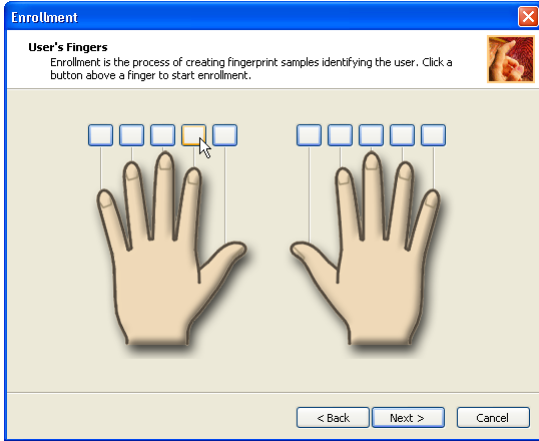 Enrollment
User's Fingers
Enrollment is the process of creating fingerprint samples identifying the user. Click a
button above a finger to start enrollment.
< Back
Next >
Cancel